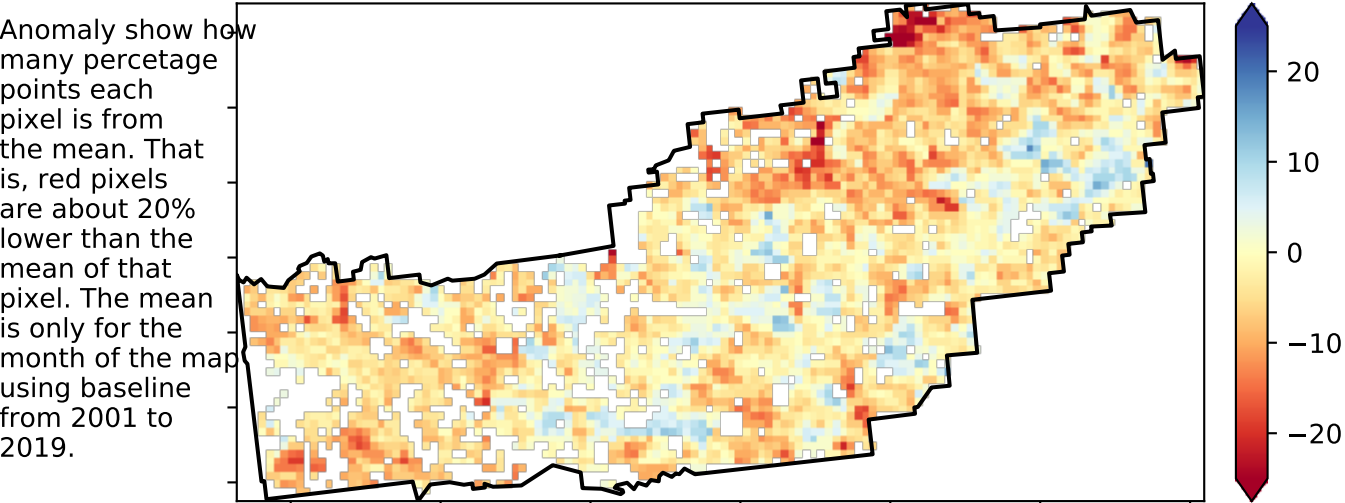 Anomaly show how
many percetage
points each
pixel is from
the mean. That
is, red pixels
are about 20%
lower than the
mean of that
pixel. The mean
is only for the
month of the map
using baseline
from 2001 to
2019.
20
10
0
−10
−20